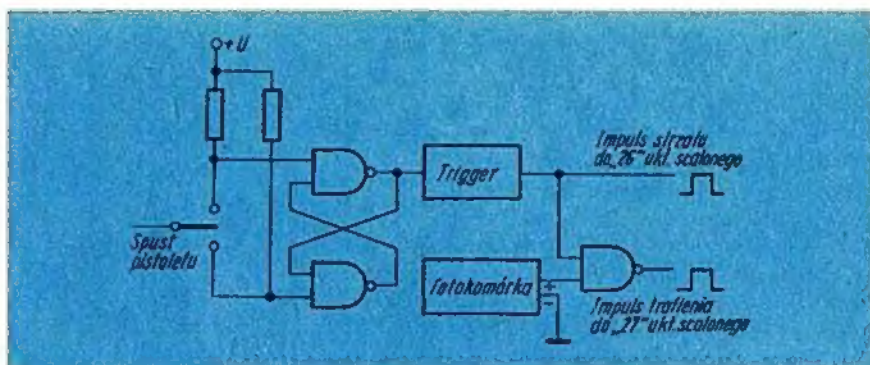 +U
Impuls strzału
do „26" ukł. scalonego
Trigger
Spust
pistoletu
fotokomórka
+
-
Impuls trafienia
do „27" ukł. scalonego